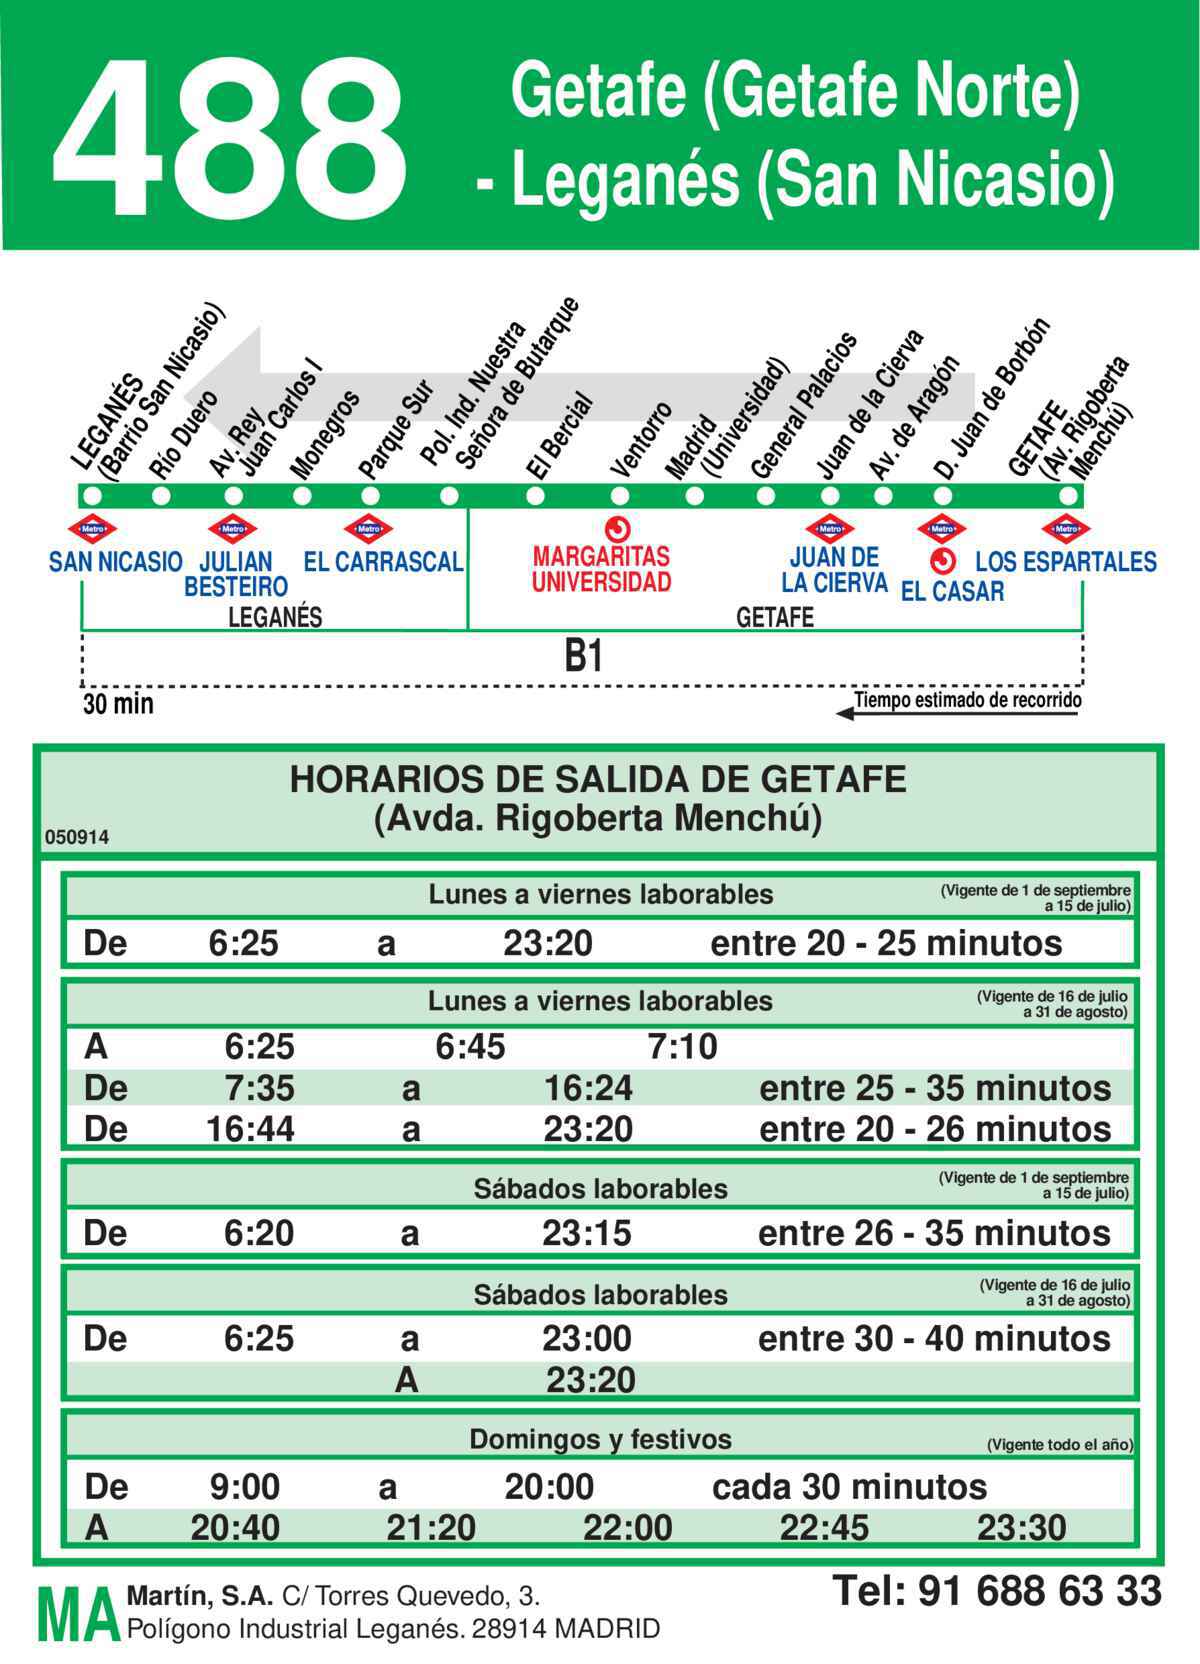 488
Getafe (Getafe Norte)
- Leganés (San Nicasio)
LEGANÉS
(Barrio San Nicasio)
Río Duero
Av. Rey
Juan Carlos I
Monegros
Parque Sur
Pol. Ind. Nuestra
Señora de Butarque
El Bercial
Ventorro
Madrid
(Universidad)
General Palacios
Juan de la Cierva
Av. de Aragón
D. Juan de Borbón
GETAFE
(Av. Rigoberta
Menchú)
Metro
Metro
Metro
Metro
Metro
Metro
SAN NICASIO
JULIAN
BESTEIRO
EL CARRASCAL
MARGARITAS
UNIVERSIDAD
JUAN DE
LA CIERVA
EL CASAR
LOS ESPARTALES
LEGANÉS
GETAFE
B1
30 min
Tiempo estimado de recorrido
HORARIOS DE SALIDA DE GETAFE
(Avda. Rigoberta Menchú)
050914
Lunes a viernes laborables
(Vigente de 1 de septiembre
a 15 de julio)
De 6:25 a 23:20 entre 20 - 25 minutos
Lunes a viernes laborables
(Vigente de 16 de julio
a 31 de agosto)
A 6:25 6:45 7:10
De 7:35 a 16:24 entre 25 - 35 minutos
De 16:44 a 23:20 entre 20 - 26 minutos
Sábados laborables
(Vigente de 1 de septiembre
a 15 de julio)
De 6:20 a 23:15 entre 26 - 35 minutos
Sábados laborables
(Vigente de 16 de julio
a 31 de agosto)
De 6:25 a 23:00 entre 30 - 40 minutos
A 23:20
Domingos y festivos
(Vigente todo el año)
De 9:00 a 20:00 cada 30 minutos
A 20:40 21:20 22:00 22:45 23:30
MA
Martín, S.A. C/ Torres Quevedo, 3.
Polígono Industrial Leganés. 28914 MADRID
Tel: 91 688 63 33